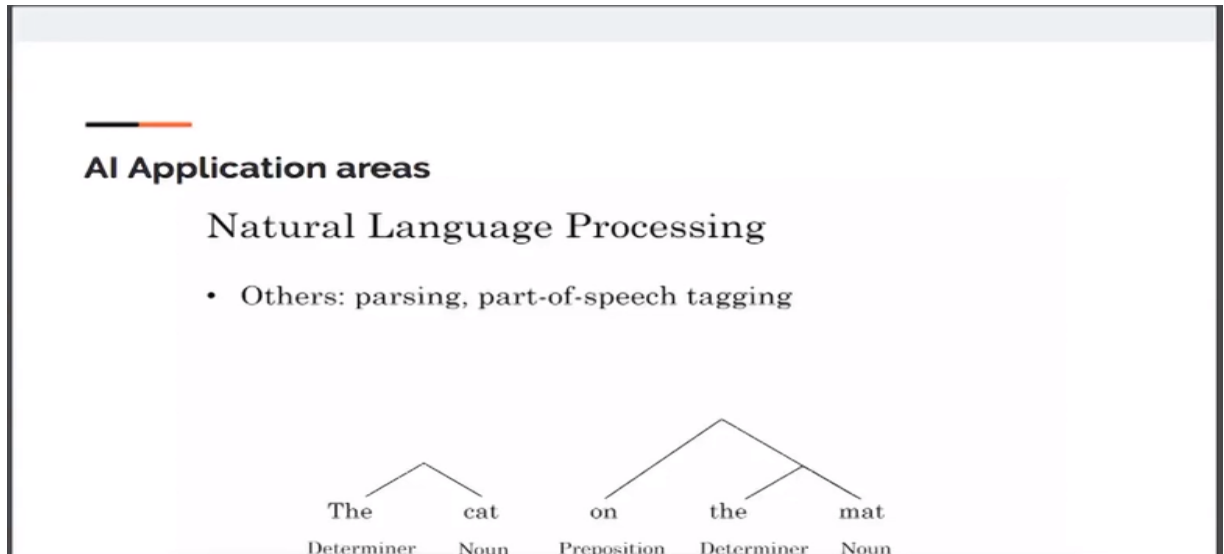 AI Application areas
Natural Language Processing
• Others: parsing, part-of-speech tagging
The cat on the mat
Determiner Noun Preposition Determiner Noun